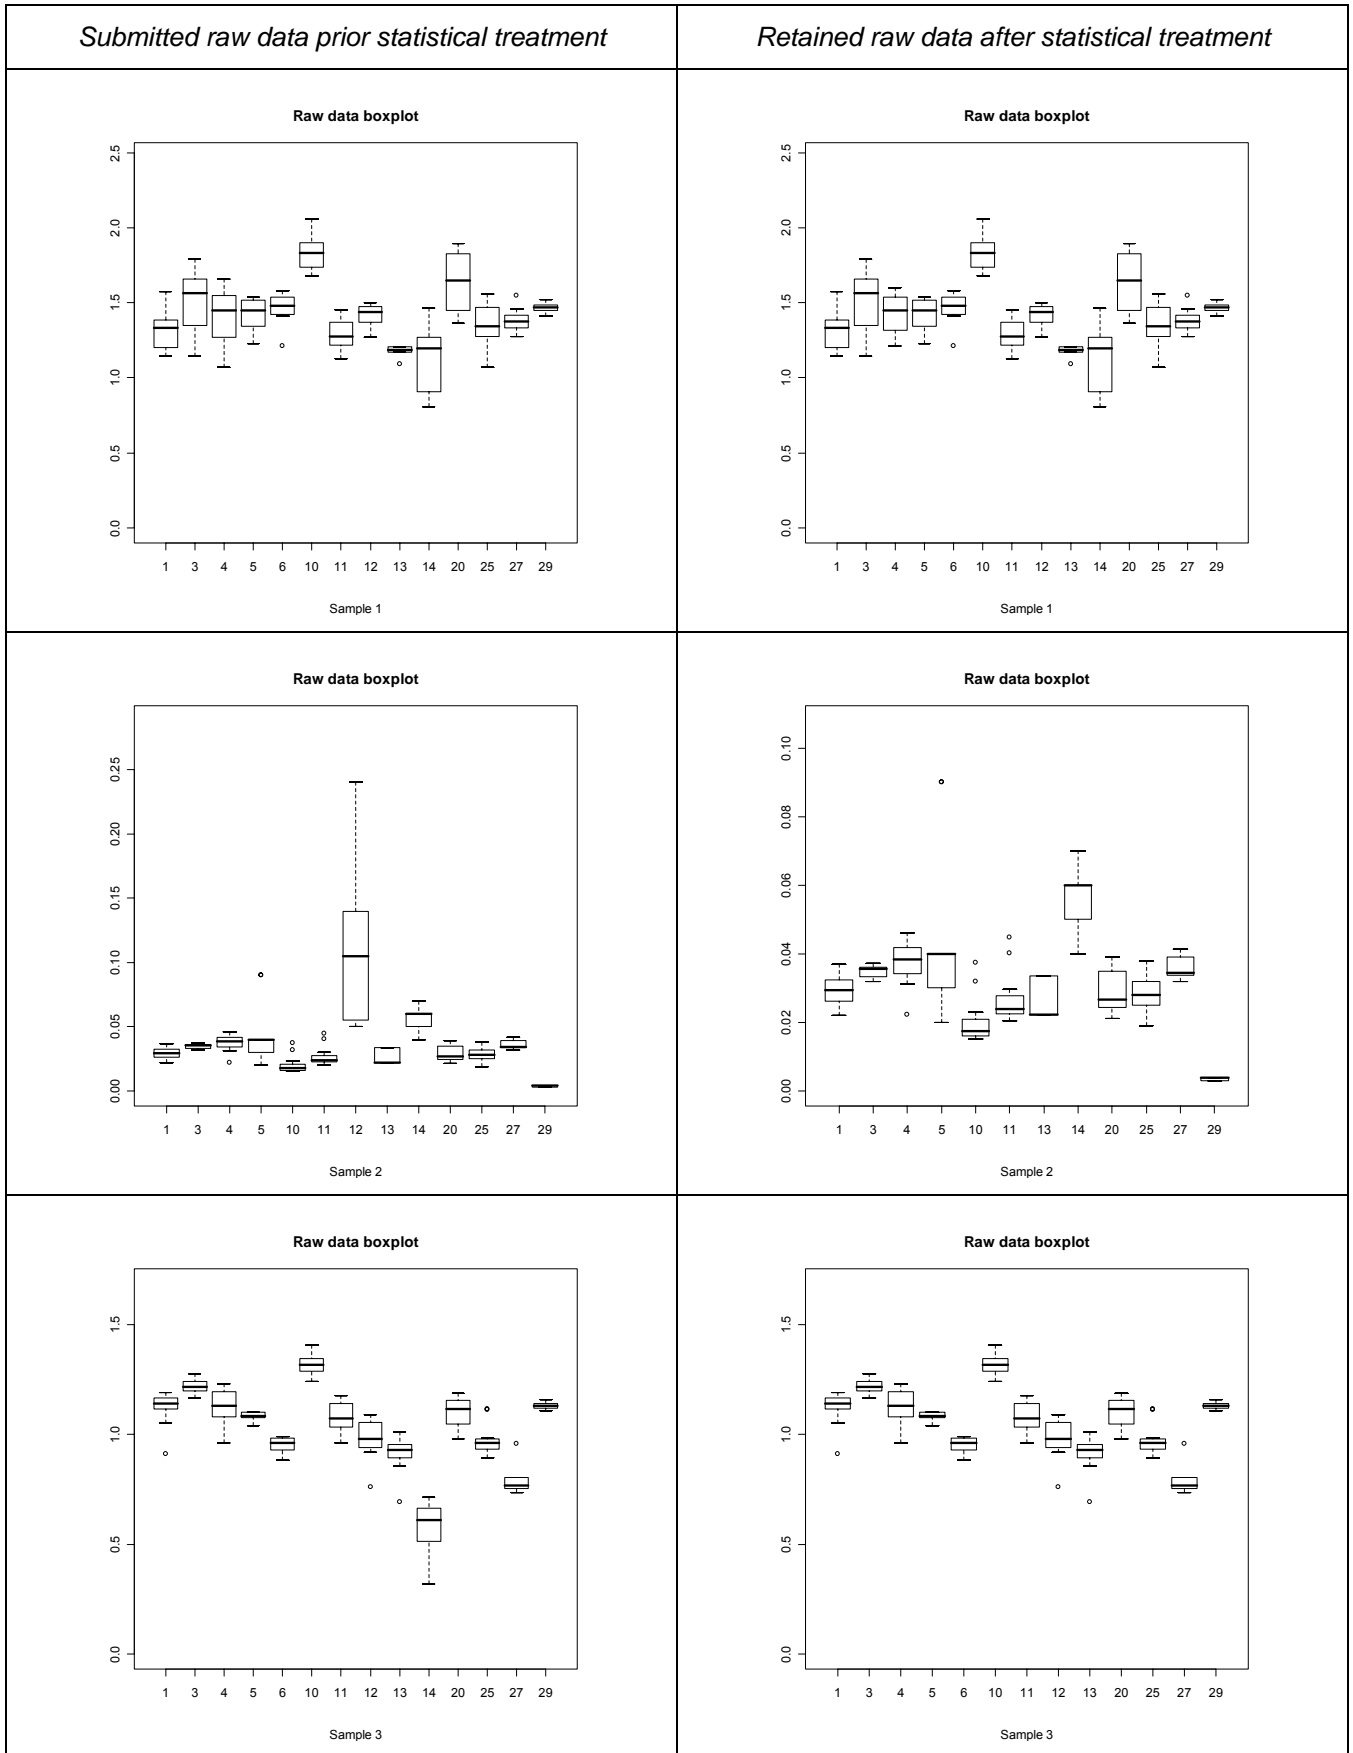 Submitted raw data prior statistical treatment
Retained raw data after statistical treatment
Raw data boxplot
2.5
2.0
1.5
1.0
0.5
0.0
1 3 4 5 6 10 11 12 13 14 20 25 27 29
Sample 1
Raw data boxplot
2.5
2.0
1.5
1.0
0.5
0.0
1 3 4 5 6 10 11 12 13 14 20 25 27 29
Sample 1
Raw data boxplot
0.25
0.20
0.15
0.10
0.05
0.00
1 3 4 5 10 11 12 13 14 20 25 27 29
Sample 2
Raw data boxplot
0.10
0.08
0.06
0.04
0.02
0.00
1 3 4 5 10 11 13 14 20 25 27 29
Sample 2
Raw data boxplot
1.5
1.0
0.5
0.0
1 3 4 5 6 10 11 12 13 14 20 25 27 29
Sample 3
Raw data boxplot
1.5
1.0
0.5
0.0
1 3 4 5 6 10 11 12 13 20 25 27 29
Sample 3